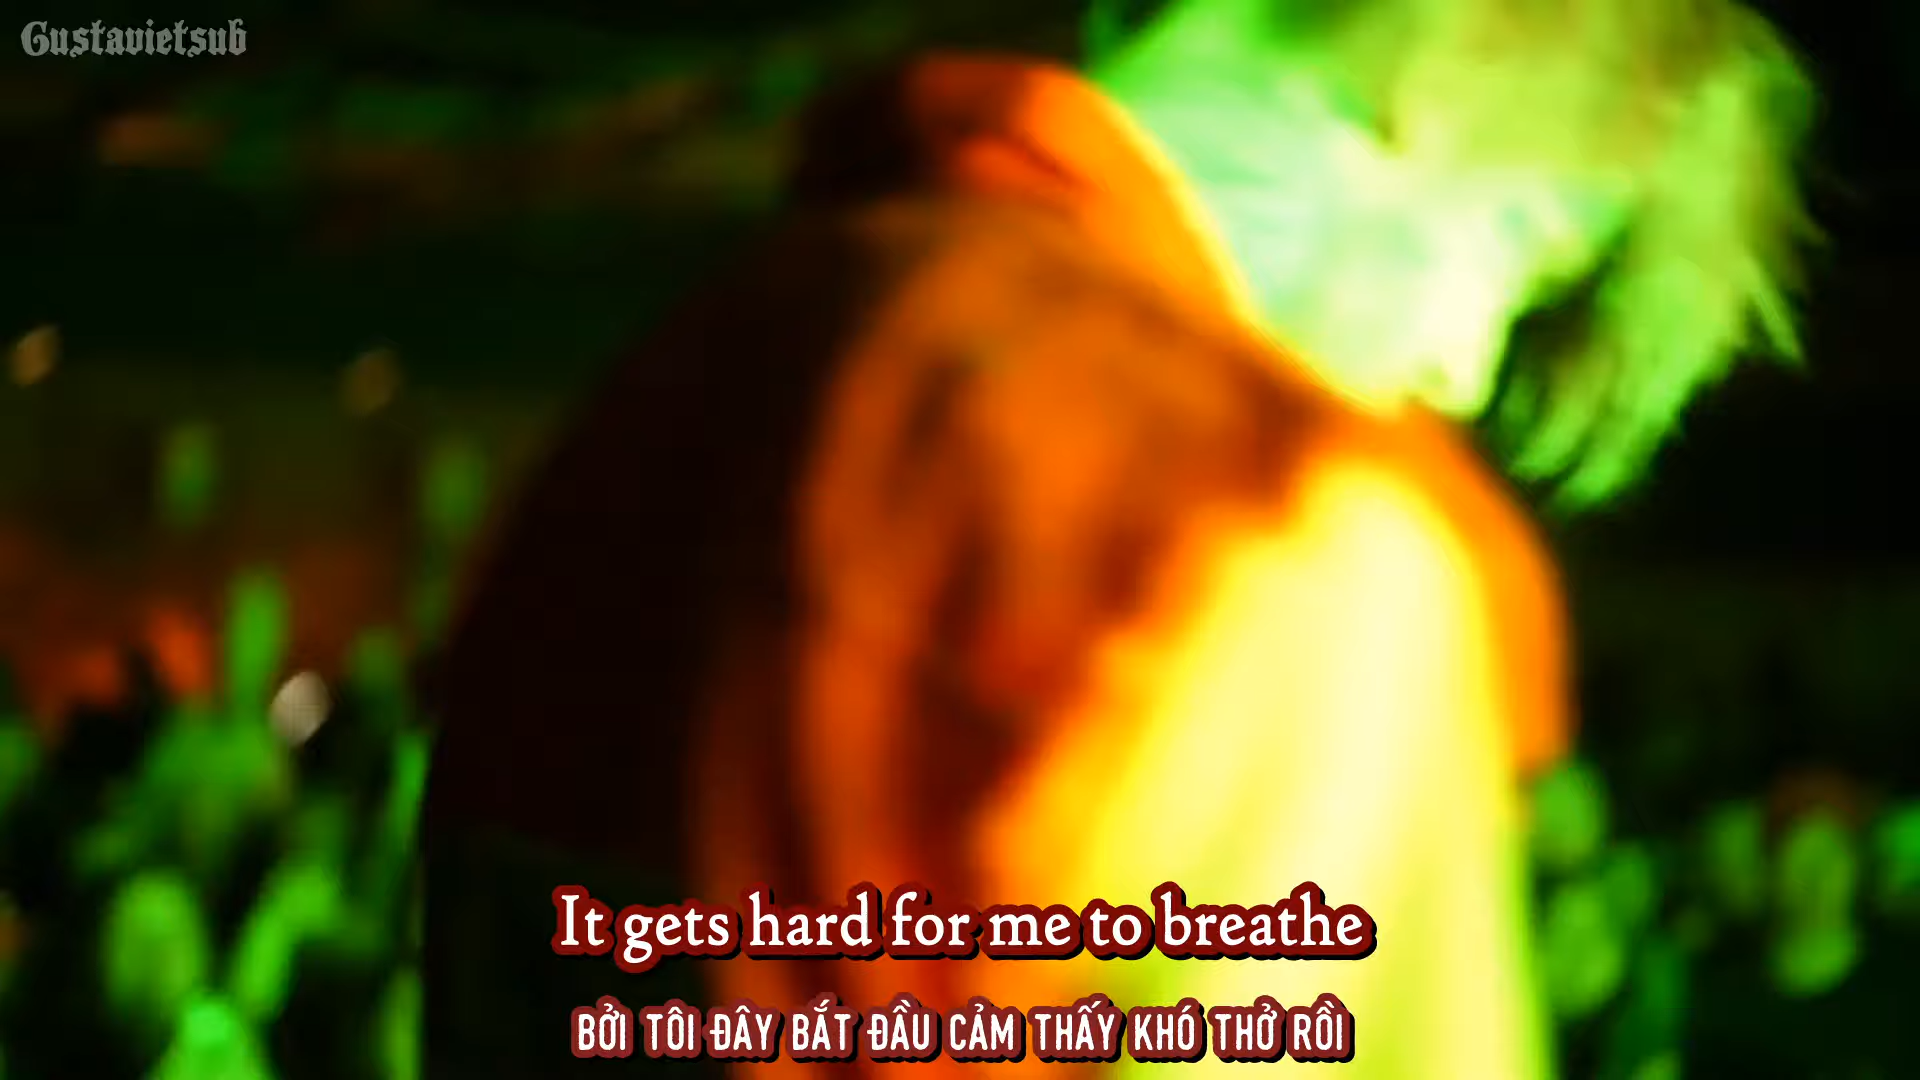 Gustavietsub
It gets hard for me to breathe
BỞI TÔI ĐÂY BẮT ĐẦU CẢM THẤY KHÓ THỞ RỒI